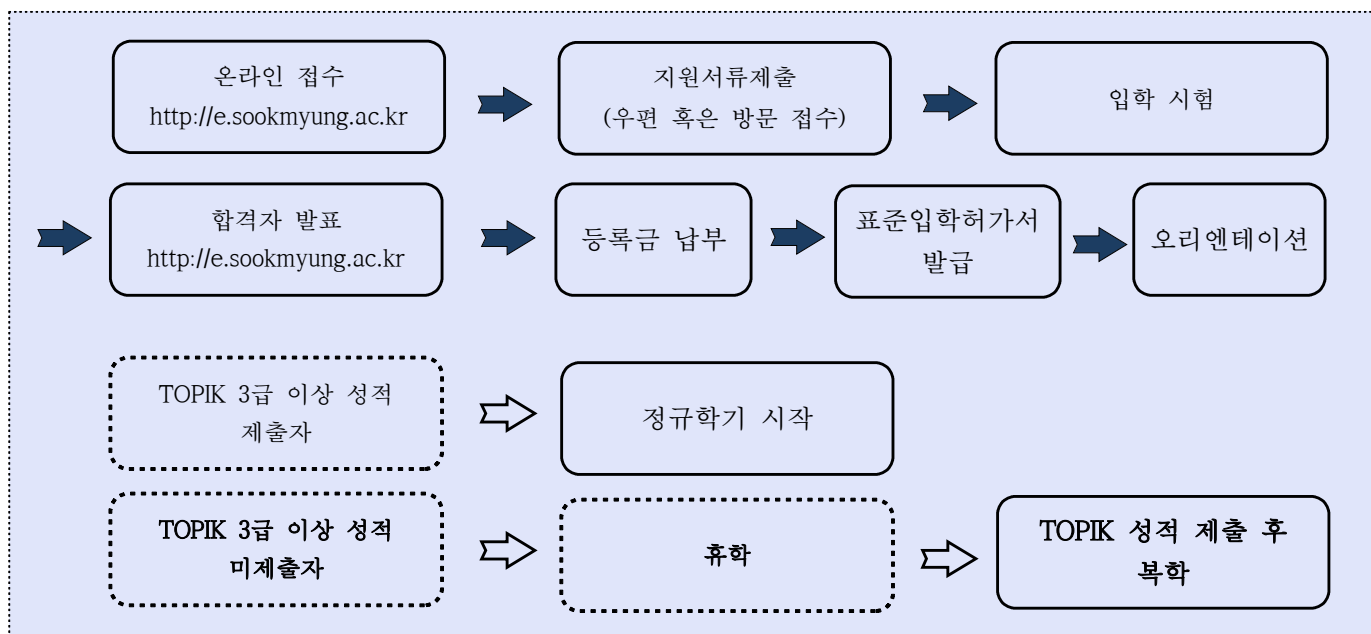 온라인 접수
http://e.sookmyung.ac.kr
지원서류제출
(우편 혹은 방문 접수)
입학 시험
합격자 발표
http://e.sookmyung.ac.kr
등록금 납부
표준입학허가서
발급
오리엔테이션
TOPIK 3급 이상 성적
제출자
정규학기 시작
TOPIK 3급 이상 성적
미제출자
휴학
TOPIK 성적 제출 후
복학